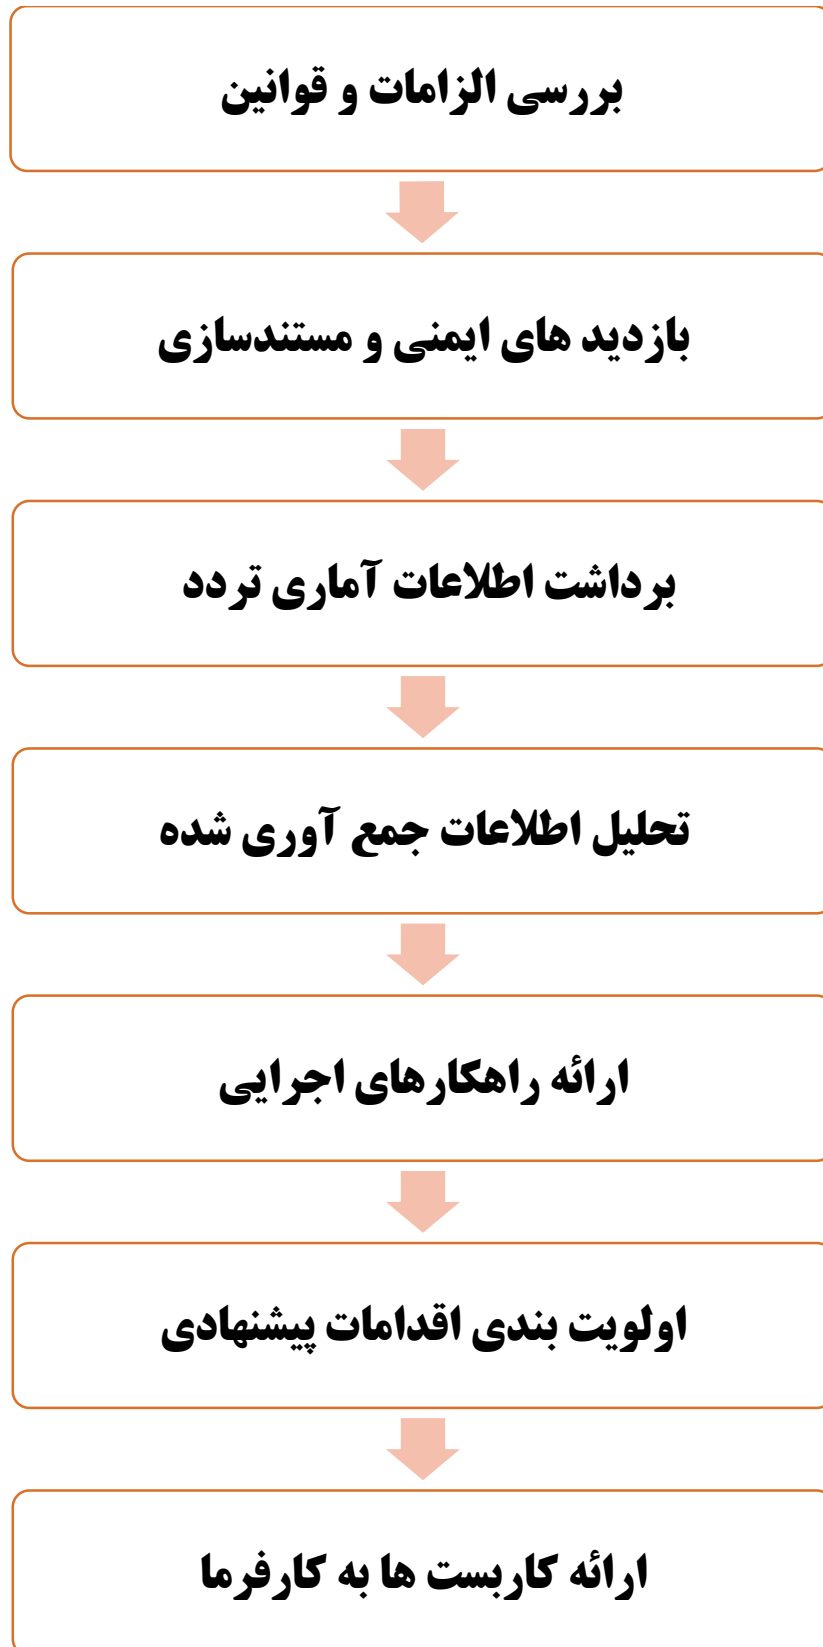 بررسی الزامات و قوانین
بازدید های ایمنی و مستندسازی
برداشت اطلاعات آماری تردد
تحلیل اطلاعات جمع آوری شده
ارائه راهکارهای اجرایی
اولویت بندی اقدامات پیشنهادی
ارائه کاربست ها به کارفرما